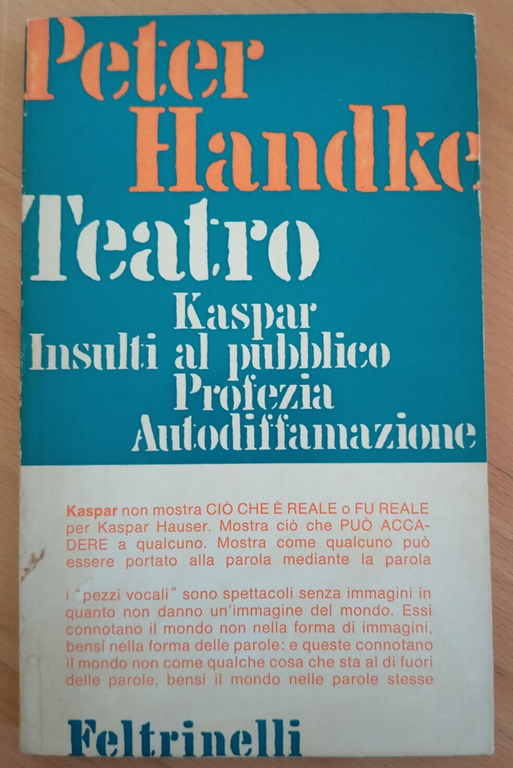 Peter
Handke
Teatro
Kaspar
Insulti al pubblico
Profezia
Autodiffamazione
Kaspar non mostra CIÒ CHE È REALE o FU REALE
per Kaspar Hauser. Mostra ciò che PUÒ ACCA-
DERE a qualcuno. Mostra come qualcuno può
essere portato alla parola mediante la parola
i "pezzi vocali" sono spettacoli senza immagini in
quanto non danno un'immagine del mondo. Essi
connotano il mondo non nella forma di immagini,
bensí nella forma delle parole: e queste connotano
il mondo non come qualche cosa che sta al di fuori
delle parole, bensí il mondo nelle parole stesse
Feltrinelli